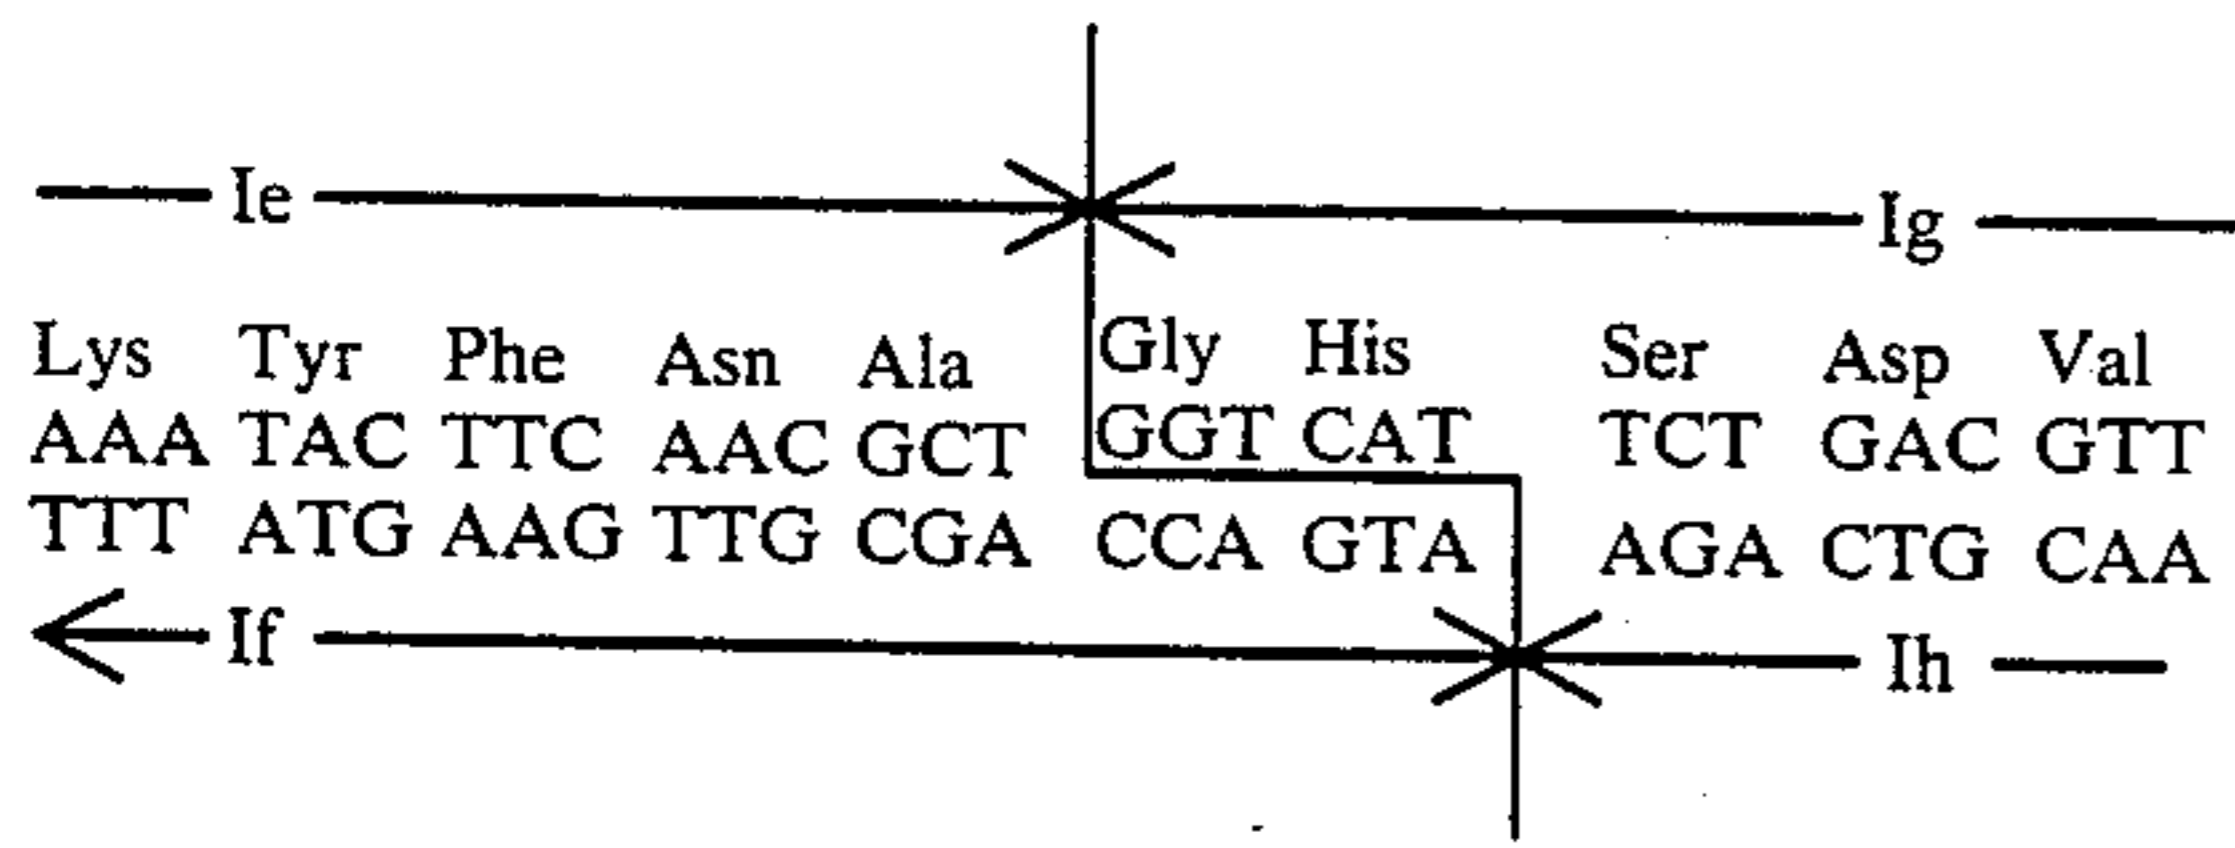 Ie Ig
Lys Tyr Phe Asn Ala Gly His Ser Asp Val
AAA TAC TTC AAC GCT GGT CAT TCT GAC GTT
TTT ATG AAG TTG CGA CCA GTA AGA CTG CAA
If Ih